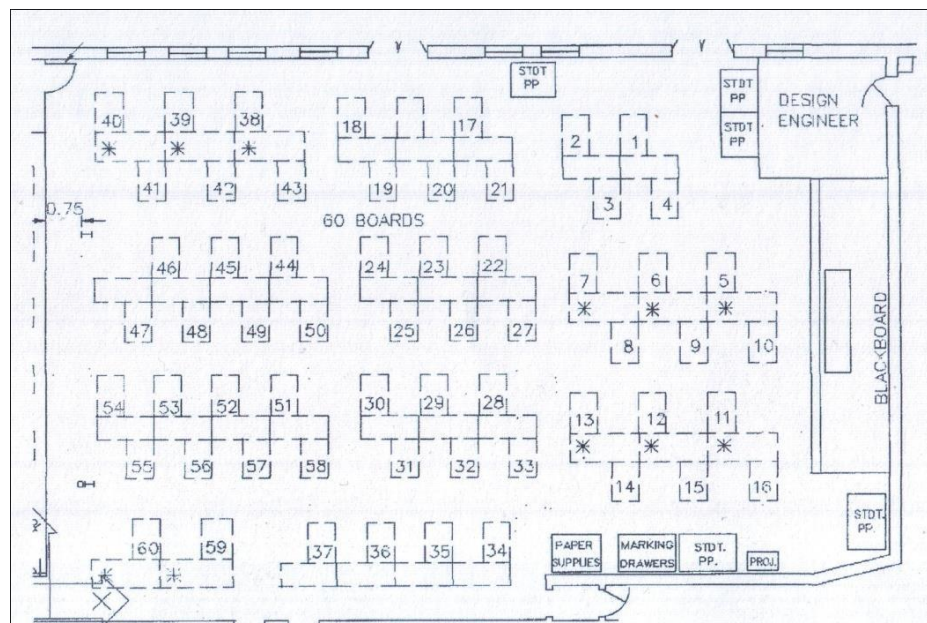 STDT
PP
STDT
PP
DESIGN
ENGINEER
STDT
PP
40 39 38
18 17
2 1
41 42 43
19 20 21
3 4
0.75
60 BOARDS
46 45 44
24 23 22
7 6 5
47 48 49 50
25 26 27
8 9 10
BLACKBOARD
54 53 52 51
30 29 28
13 12 11
55 56 57 58
31 32 33
14 15 16
STDT.
PP.
60 59
37 36 35 34
PAPER
SUPPLIES
MARKING
DRAWERS
STDT.
PP.
PROJ.